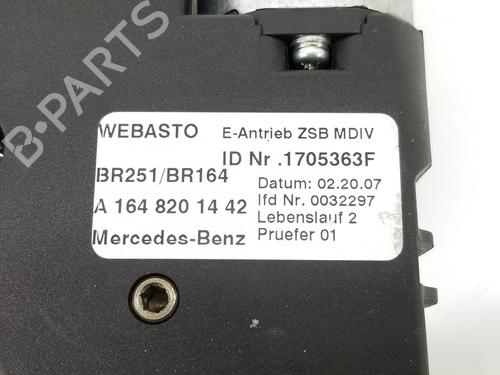 WEBASTO E-Antrieb ZSB MDIV
ID Nr .1705363F
BR251/BR164 Datum: 02.20.07
A 164 820 14 42 lfd Nr. 0032297
Lebenslauf 2
Mercedes-Benz Pruefer 01
B-PARTS